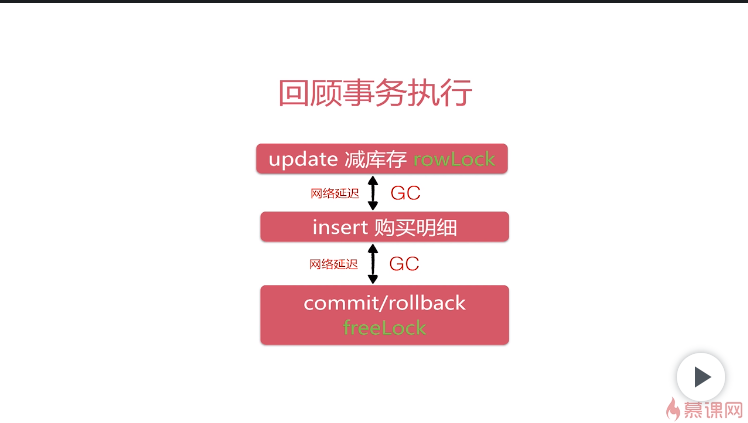 回顾事务执行
update 减库存 rowLock
网络延迟 GC
insert 购买明细
网络延迟 GC
commit/rollback
freeLock
慕课网